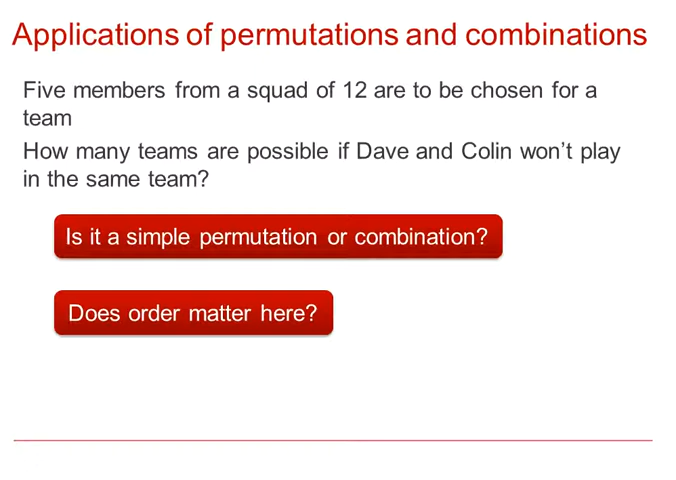 Applications of permutations and combinations
Five members from a squad of 12 are to be chosen for a
team
How many teams are possible if Dave and Colin won’t play
in the same team?
Is it a simple permutation or combination?
Does order matter here?